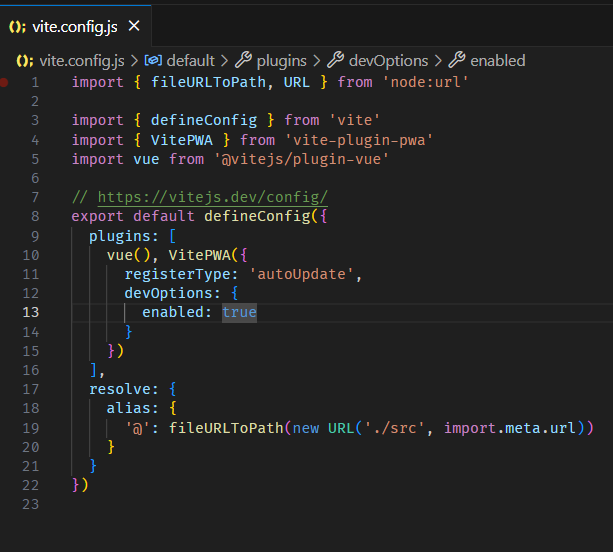 vite.config.js
vite.config.js > default > plugins > devOptions > enabled
1 import { fileURLToPath, URL } from 'node:url'
2
3 import { defineConfig } from 'vite'
4 import { VitePWA } from 'vite-plugin-pwa'
5 import vue from '@vitejs/plugin-vue'
6
7 // https://vitejs.dev/config/
8 export default defineConfig({
9   plugins: [
10     vue(), VitePWA({
11       registerType: 'autoUpdate',
12       devOptions: {
13         enabled: true
14       }
15     })
16   ],
17   resolve: {
18     alias: {
19       '@': fileURLToPath(new URL('./src', import.meta.url))
20     }
21   }
22 })
23